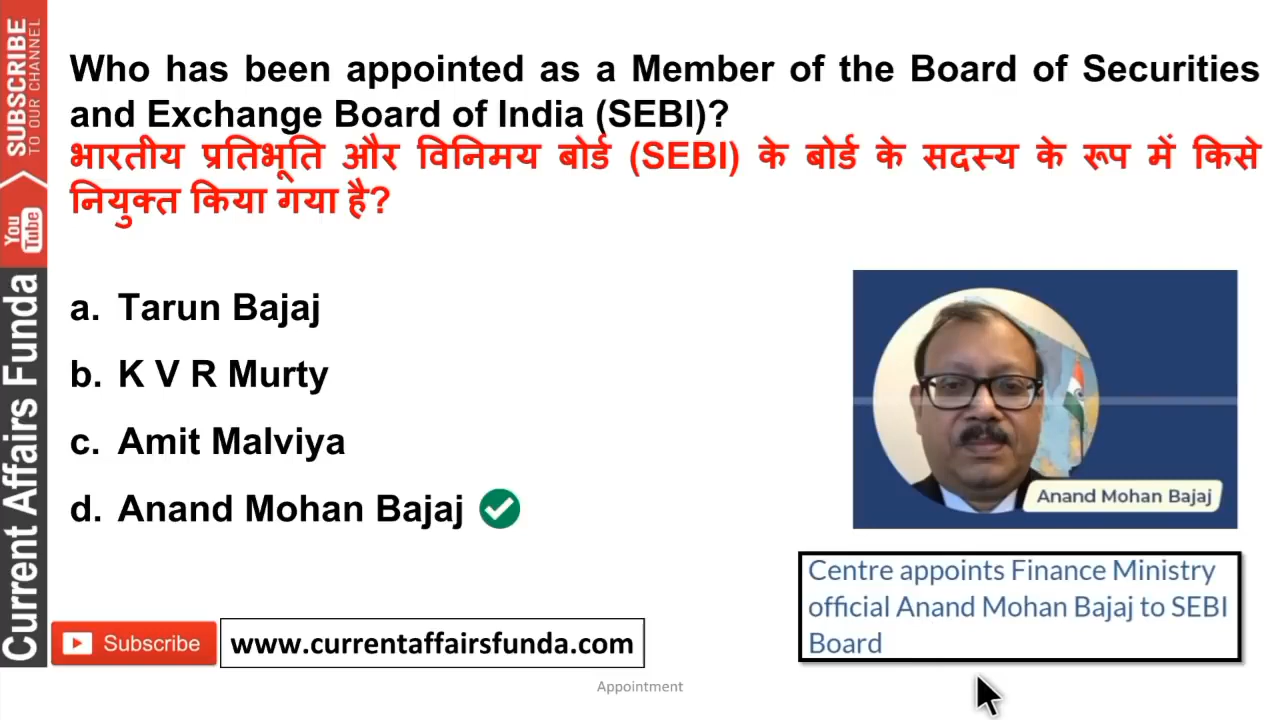 SUBSCRIBE
TO OUR CHANNEL
You
Tube
Current Affairs Funda
Who has been appointed as a Member of the Board of Securities
and Exchange Board of India (SEBI)?
भारतीय प्रतिभूति और विनिमय बोर्ड (SEBI) के बोर्ड के सदस्य के रूप में किसे
नियुक्त किया गया है?
a. Tarun Bajaj
b. K V R Murty
c. Amit Malviya
d. Anand Mohan Bajaj
Anand Mohan Bajaj
Centre appoints Finance Ministry
official Anand Mohan Bajaj to SEBI
Board
Subscribe
www.currentaffairsfunda.com
Appointment